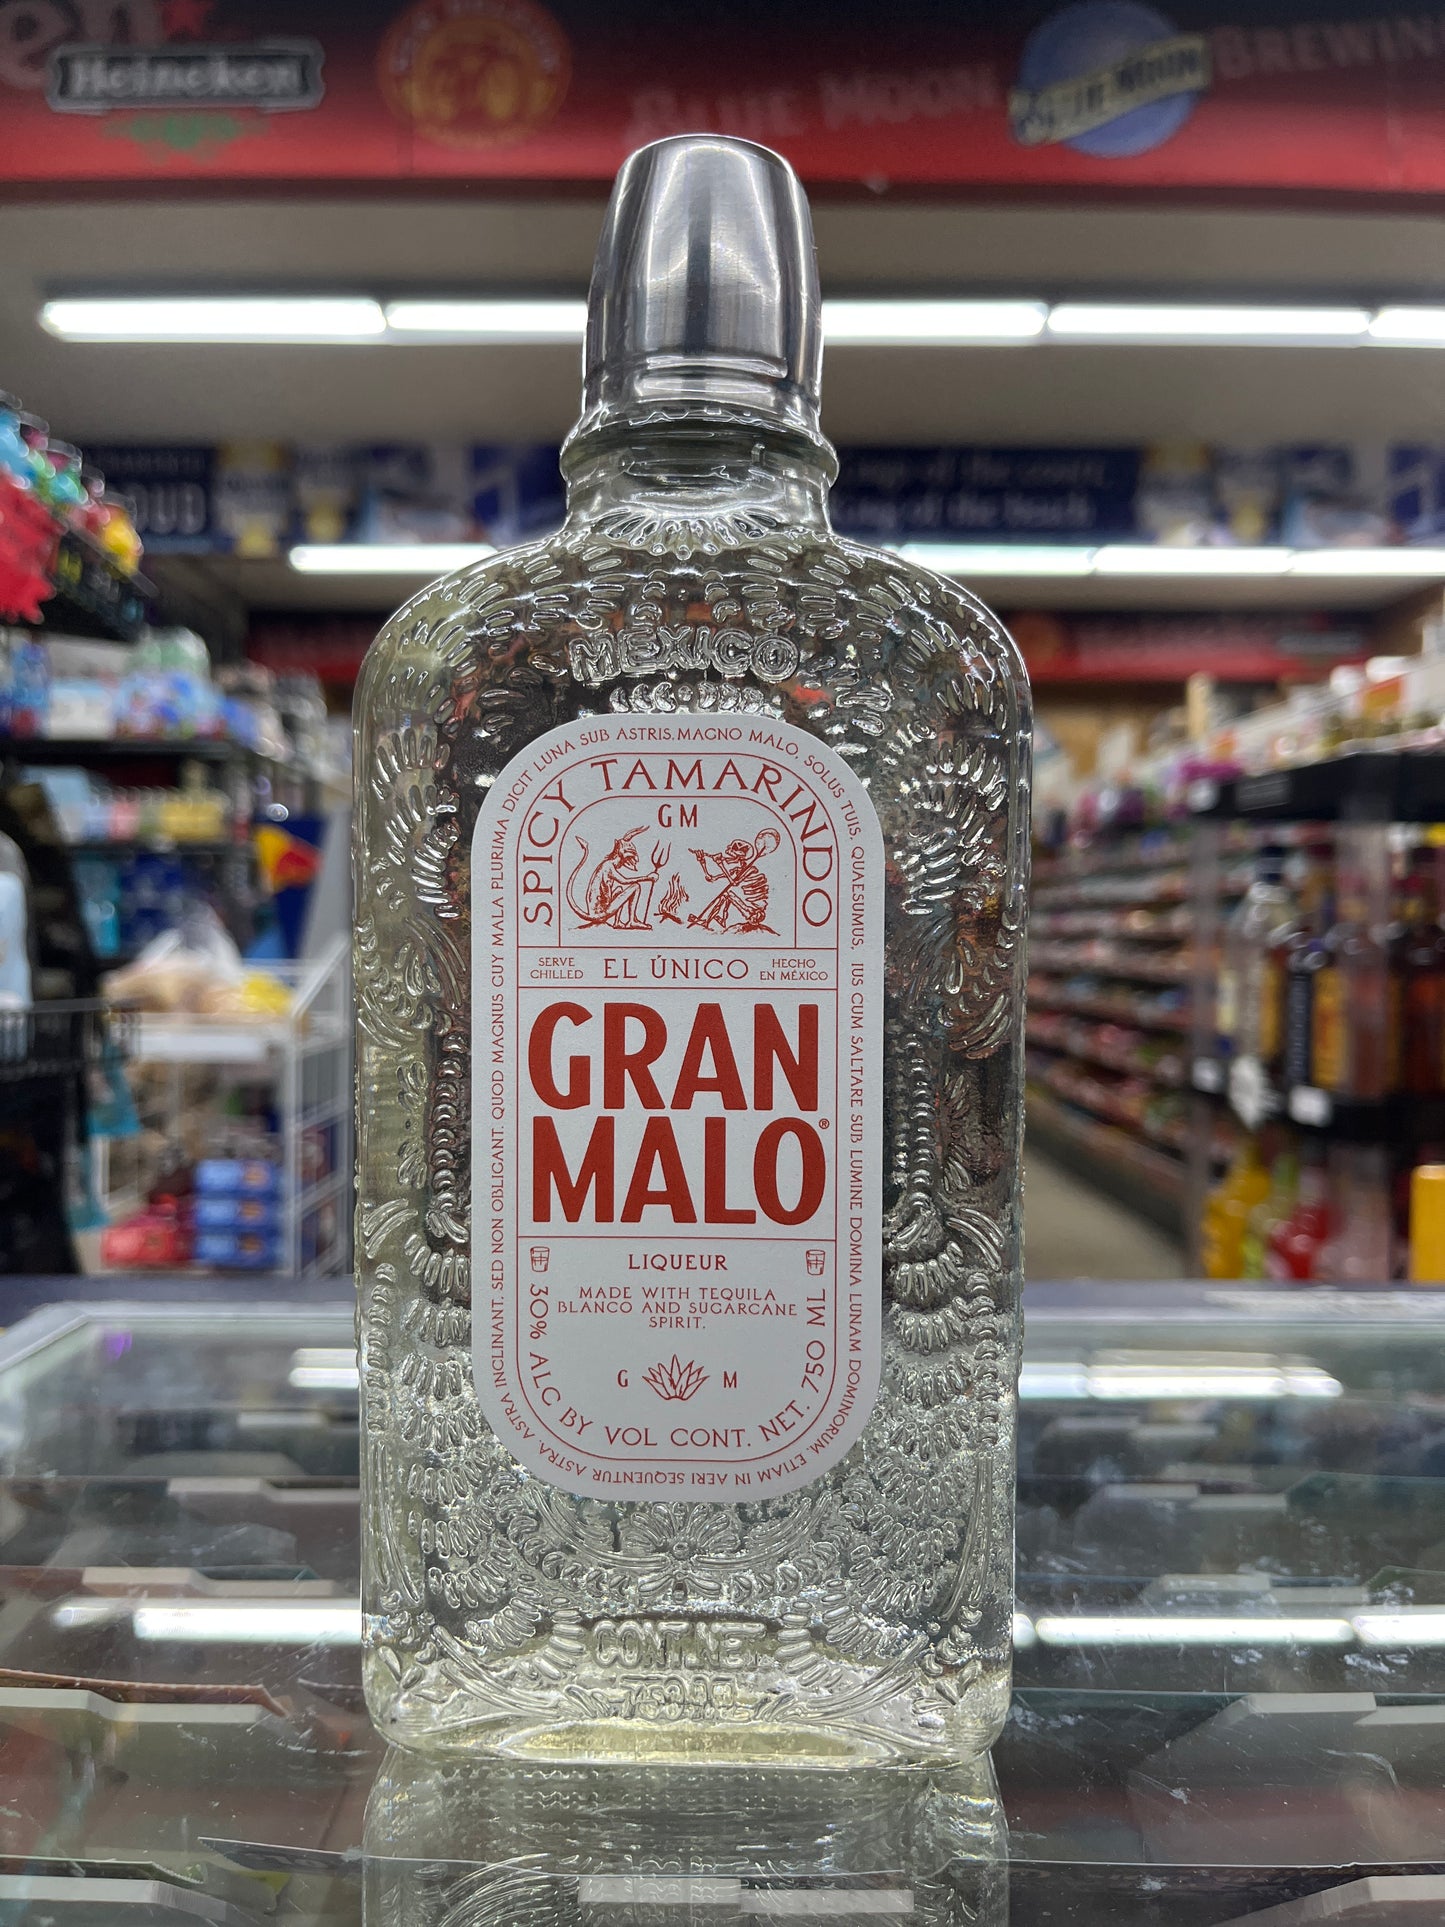 Heineken
BLUE MOON
BLUE MOON
BREWIN
MEXICO
QUOD MAGNUS GUY MALA PLURIMA DICIT LUNA SUB ASTRIS. MAGNO MALO, SOLUS TUIS, QUAESUMUS, IUS CUM SALTARE SUB LUMINE DOMINA LUNAM DOMINORUM. ETIAM IN AERI SEQUENTUR ASTRA, ASTRA INCLINANT, SED NON OBLIGANT.
SPICY TAMARINDO
GM
SERVE
CHILLED
EL ÚNICO
HECHO
EN MÉXICO
GRAN
MALO®
LIQUEUR
MADE WITH TEQUILA
BLANCO AND SUGARCANE
SPIRIT.
G M
30% ALC BY VOL CONT. NET. 750 ML
CONT. NET
750 ML